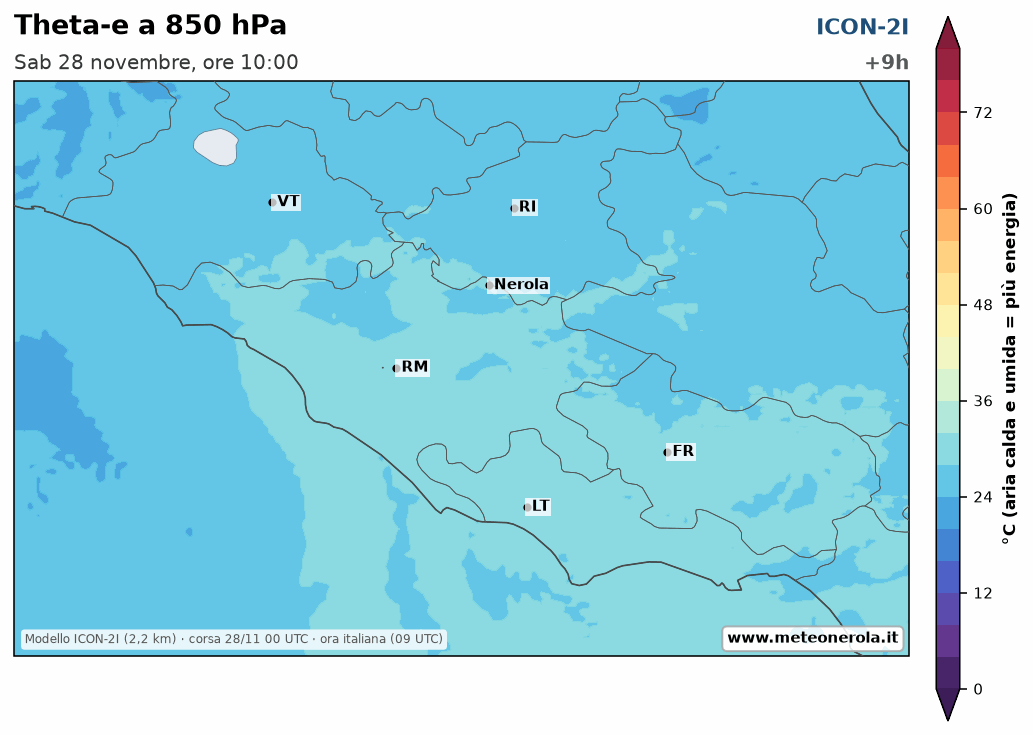 Theta-e a 850 hPa
ICON-2I
Sab 28 novembre, ore 10:00
+9h
VT
RI
Nerola
RM
FR
LT
Modello ICON-2I (2,2 km) · corsa 28/11 00 UTC · ora italiana (09 UTC)
www.meteonerola.it
72
60
48
36
24
12
0
°C (aria calda e umida = più energia)